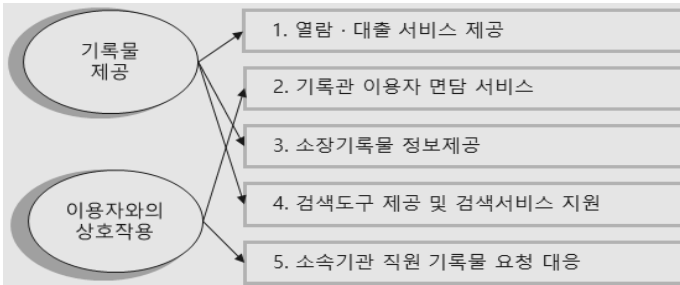 기록물
제공
이용자와의
상호작용
1. 열람 · 대출 서비스 제공
2. 기록관 이용자 면담 서비스
3. 소장기록물 정보제공
4. 검색도구 제공 및 검색서비스 지원
5. 소속기관 직원 기록물 요청 대응